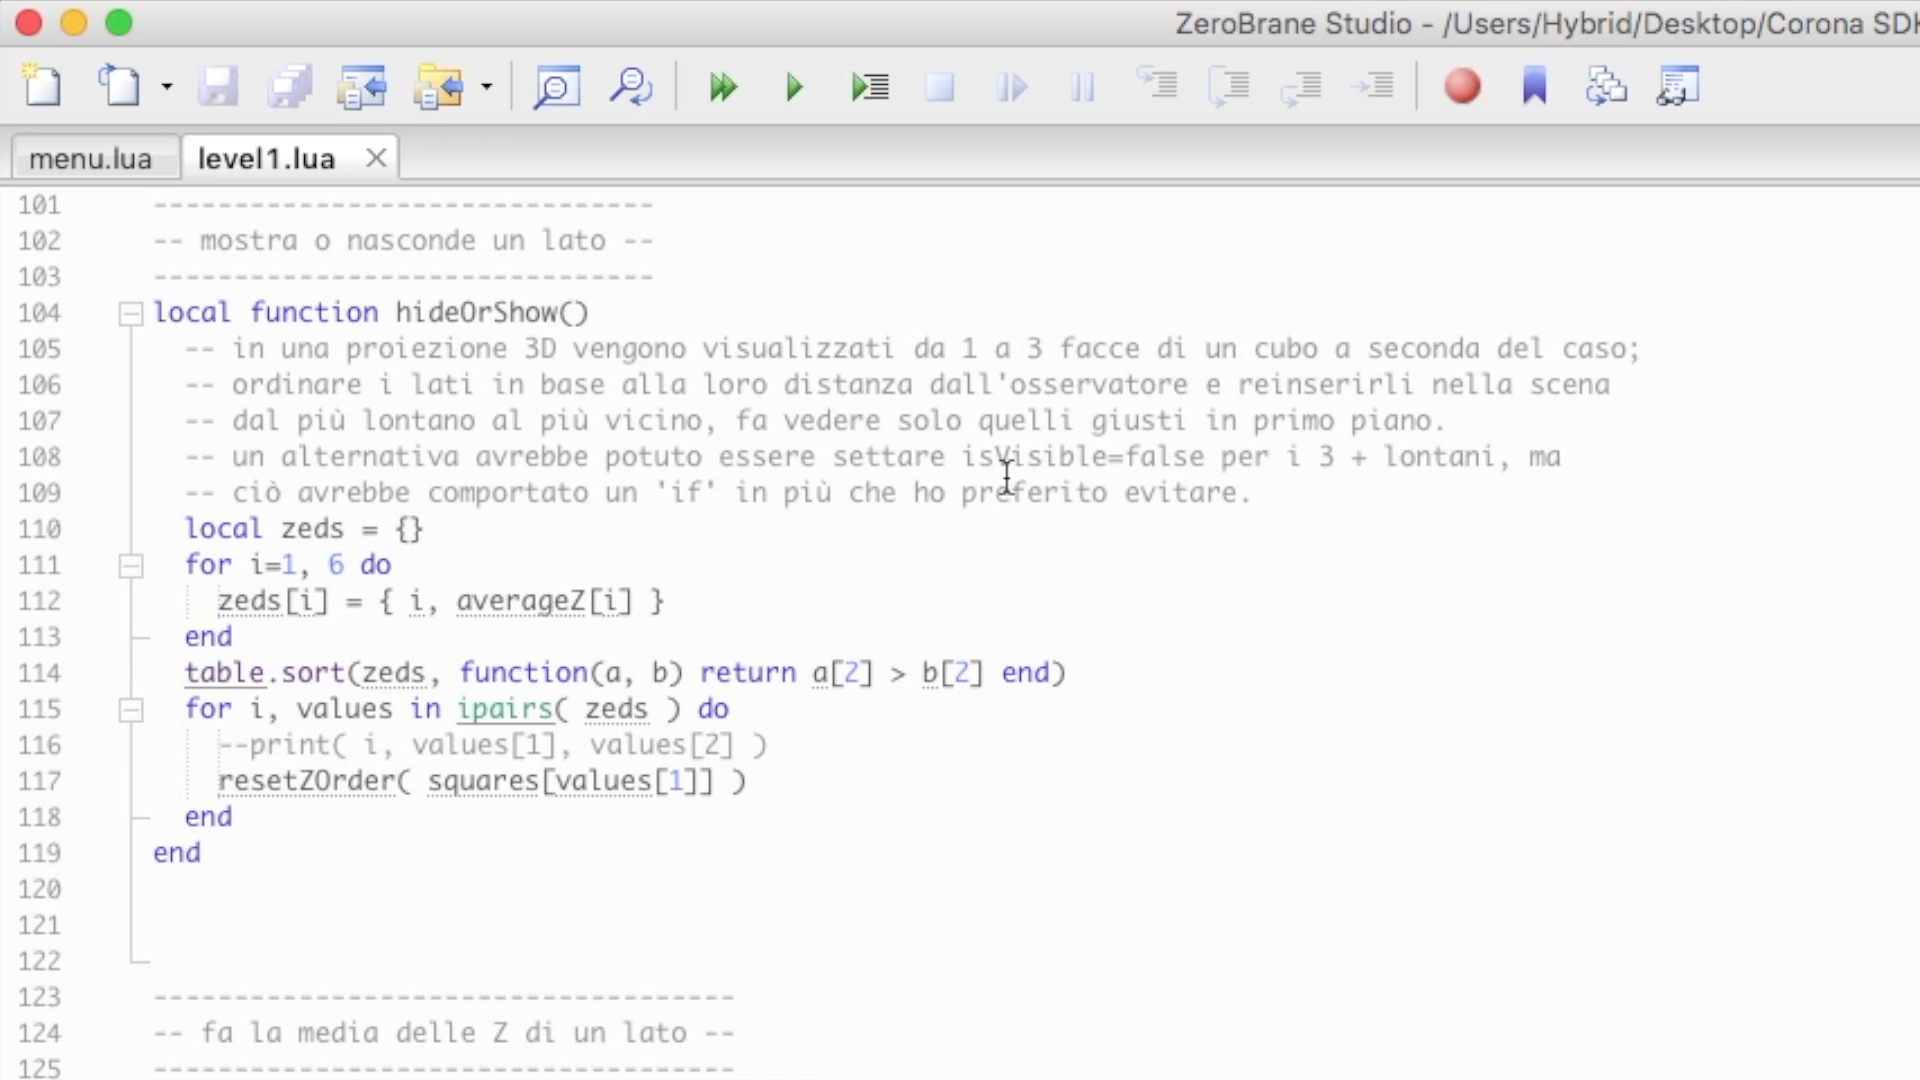 ZeroBrane Studio - /Users/Hybrid/Desktop/Corona SDK
menu.lua
level1.lua
101 -------------------------------
102 -- mostra o nasconde un lato --
103 -------------------------------
104 local function hideOrShow()
105 -- in una proiezione 3D vengono visualizzati da 1 a 3 facce di un cubo a seconda del caso;
106 -- ordinare i lati in base alla loro distanza dall'osservatore e reinserirli nella scena
107 -- dal più lontano al più vicino, fa vedere solo quelli giusti in primo piano.
108 -- un alternativa avrebbe potuto essere settare isVisible=false per i 3 + lontani, ma
109 -- ciò avrebbe comportato un 'if' in più che ho preferito evitare.
110 local zeds = {}
111 for i=1, 6 do
112 zeds[i] = { i, averageZ[i] }
113 end
114 table.sort(zeds, function(a, b) return a[2] > b[2] end)
115 for i, values in ipairs( zeds ) do
116 --print( i, values[1], values[2] )
117 resetZOrder( squares[values[1]] )
118 end
119 end
120
121
122
123 ------------------------------------
124 -- fa la media delle Z di un lato --
125 ------------------------------------